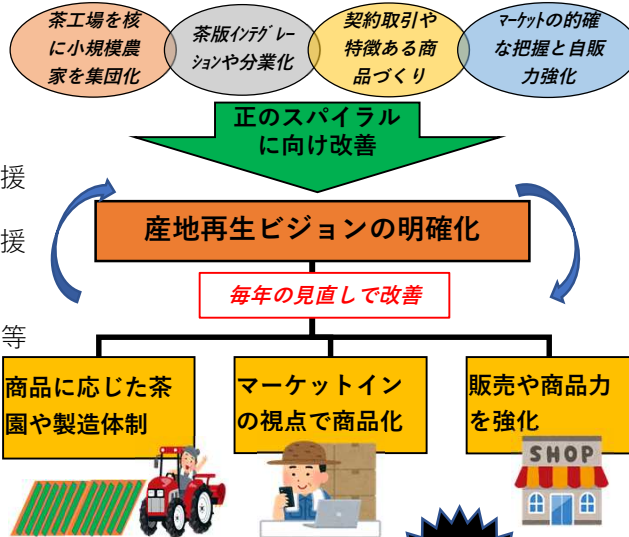 茶工場を核
に小規模農
家を集団化
茶版ｲﾝﾃｸﾞﾚｰ
ｼｮﾝや分業化
契約取引や
特徴ある商
品づくり
ﾏｰｹｯﾄの的確
な把握と自販
力強化
正のスパイラル
に向け改善
援
援
等
産地再生ビジョンの明確化
毎年の見直しで改善
商品に応じた茶
園や製造体制
マーケットイン
の視点で商品化
販売や商品力
を強化
SHOP